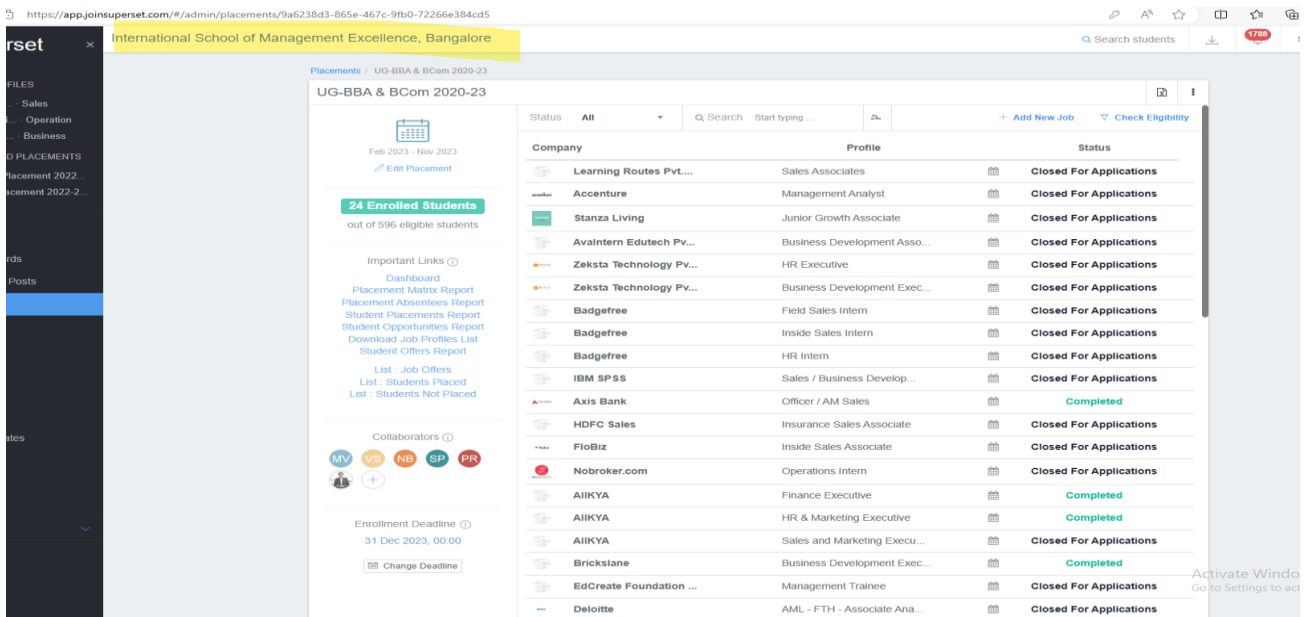 https://app.joinsuperset.com/#/admin/placements/9a6238d3-865e-467c-9fb0-72266e384cd5
rset ×
International School of Management Excellence, Bangalore
Search students
1788
OFILES
... · Sales
i... · Operation
... · Business
D PLACEMENTS
Placement 2022...
acement 2022-2...
rds
Posts
ates
Placements / UG-BBA & BCom 2020-23
UG-BBA & BCom 2020-23
Feb 2023 - Nov 2023
Edit Placement
24 Enrolled Students
out of 596 eligible students
Important Links
Dashboard
Placement Matrix Report
Placement Absentees Report
Student Placements Report
Student Opportunities Report
Download Job Profiles List
Student Offers Report
List : Job Offers
List : Students Placed
List : Students Not Placed
Collaborators
MV VS NB SP PR
+
Enrollment Deadline
31 Dec 2023, 00:00
Change Deadline
Status All Search Start typing ... + Add New Job Check Eligibility
Company Profile Status
Learning Routes Pvt.... Sales Associates Closed For Applications
Accenture Management Analyst Closed For Applications
Stanza Living Junior Growth Associate Closed For Applications
AvaIntern Edutech Pv... Business Development Asso... Closed For Applications
Zeksta Technology Pv... HR Executive Closed For Applications
Zeksta Technology Pv... Business Development Exec... Closed For Applications
Badgefree Field Sales Intern Closed For Applications
Badgefree Inside Sales Intern Closed For Applications
Badgefree HR Intern Closed For Applications
IBM SPSS Sales / Business Develop... Closed For Applications
Axis Bank Officer / AM Sales Completed
HDFC Sales Insurance Sales Associate Closed For Applications
FloBiz Inside Sales Associate Closed For Applications
Nobroker.com Operations Intern Closed For Applications
AIIKYA Finance Executive Completed
AIIKYA HR & Marketing Executive Completed
AIIKYA Sales and Marketing Execu... Closed For Applications
Brickslane Business Development Exec... Completed
EdCreate Foundation ... Management Trainee Closed For Applications
Deloitte AML - FTH - Associate Ana... Closed For Applications
Activate Windo
Go to Settings to act